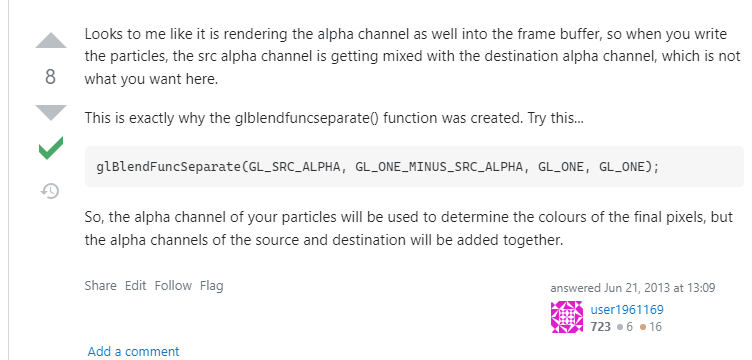 Looks to me like it is rendering the alpha channel as well into the frame buffer, so when you write
the particles, the src alpha channel is getting mixed with the destination alpha channel, which is not
8
what you want here.
This is exactly why the glblendfuncseparate() function was created. Try this...
glBlendFuncSeparate(GL_SRC_ALPHA, GL_ONE_MINUS_SRC_ALPHA, GL_ONE, GL_ONE);
So, the alpha channel of your particles will be used to determine the colours of the final pixels, but
the alpha channels of the source and destination will be added together.
Share Edit Follow Flag
answered Jun 21, 2013 at 13:09
user1961169
723 6 16
Add a comment